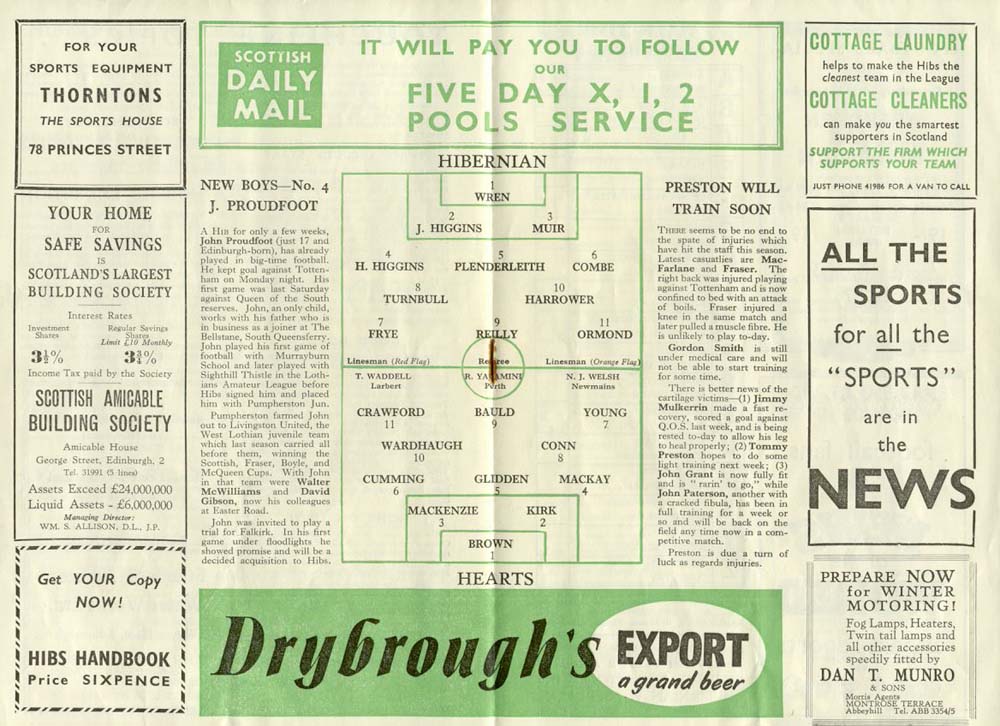 FOR YOUR
SPORTS EQUIPMENT
THORNTONS
THE SPORTS HOUSE
78 PRINCES STREET
YOUR HOME
FOR
SAFE SAVINGS
IS
SCOTLAND'S LARGEST
BUILDING SOCIETY
Interest Rates
Investment Shares
Regular Savings Shares
Limit £10 Monthly
3½% 3¾%
Income Tax paid by the Society
SCOTTISH AMICABLE
BUILDING SOCIETY
Amicable House
George Street, Edinburgh, 2
Tel. 31991 (5 lines)
Assets Exceed £24,000,000
Liquid Assets - £6,000,000
Managing Director:
WM. S. ALLISON, D.L., J.P.
Get YOUR Copy
NOW!
HIBS HANDBOOK
Price SIXPENCE
SCOTTISH
DAILY
MAIL
IT WILL PAY YOU TO FOLLOW
OUR
FIVE DAY X, 1, 2
POOLS SERVICE
NEW BOYS—No. 4
J. PROUDFOOT
A HIB for only a few weeks,
John Proudfoot (just 17 and
Edinburgh-born), has already
played in big-time football.
He kept goal against Totten-
ham on Monday night. His
first game was last Saturday
against Queen of the South
reserves. John, an only child,
works with his father who is
in business as a joiner at The
Bellstane, South Queensferry.
John played his first game of
football with Murrayburn
School and later played with
Sighthill Thistle in the Loth-
ians Amateur League before
Hibs signed him and placed
him with Pumpherston Jun.
Pumpherston farmed John
out to Livingston United, the
West Lothian juvenile team
which last season carried all
before them, winning the
Scottish, Fraser, Boyle, and
McQueen Cups. With John
in that team were Walter
McWilliams and David
Gibson, now his colleagues
at Easter Road.
John was invited to play a
trial for Falkirk. In his first
game under floodlights he
showed promise and will be a
decided acquisition to Hibs.
HIBERNIAN
1
WREN
2 3
J. HIGGINS MUIR
4 5 6
H. HIGGINS PLENDERLEITH COMBE
8 10
TURNBULL HARROWER
7 9 11
FRYE REILLY ORMOND
Linesman (Red Flag) Referee Linesman (Orange Flag)
T. WADDELL R. YAMMINI N. J. WELSH
Larbert Perth Newmains
CRAWFORD BAULD YOUNG
11 9 7
WARDHAUGH CONN
10 8
CUMMING GLIDDEN MACKAY
6 5 4
MACKENZIE KIRK
3 2
BROWN
1
HEARTS
PRESTON WILL
TRAIN SOON
THERE seems to be no end to
the spate of injuries which
have hit the staff this season.
Latest casuatlies are Mac-
Farlane and Fraser. The
right back was injured playing
against Tottenham and is now
confined to bed with an attack
of boils. Fraser injured a
knee in the same match and
later pulled a muscle fibre. He
is unlikely to play to-day.
Gordon Smith is still
under medical care and will
not be able to start training
for some time.
There is better news of the
cartilage victims—(1) Jimmy
Mulkerrin made a fast re-
covery, scored a goal against
Q.O.S. last week, and is being
rested to-day to allow his leg
to heal properly; (2) Tommy
Preston hopes to do some
light training next week; (3)
John Grant is now fully fit
and is "rarin' to go," while
John Paterson, another with
a cracked fibula, has been in
full training for a week or
so and will be back on the
field any time now in a com-
petitive match.
Preston is due a turn of
luck as regards injuries.
Drybrough's EXPORT
a grand beer
COTTAGE LAUNDRY
helps to make the Hibs the
cleanest team in the League
COTTAGE CLEANERS
can make you the smartest
supporters in Scotland
SUPPORT THE FIRM WHICH
SUPPORTS YOUR TEAM
JUST PHONE 41986 FOR A VAN TO CALL
ALL THE
SPORTS
for all the
"SPORTS"
are in
the
NEWS
PREPARE NOW
for WINTER
MOTORING!
Fog Lamps, Heaters,
Twin tail lamps and
all other accessories
speedily fitted by
DAN T. MUNRO
& SONS
Morris Agents
MONTROSE TERRACE
Abbeyhill Tel. ABB 3354/5